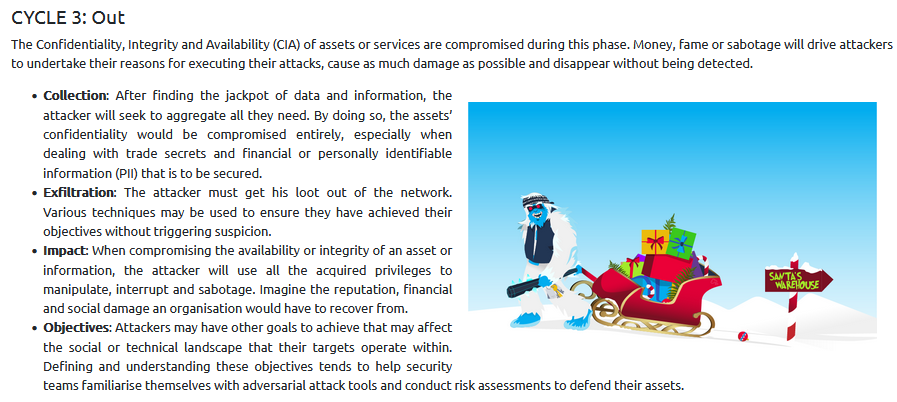 CYCLE 3: Out
The Confidentiality, Integrity and Availability (CIA) of assets or services are compromised during this phase. Money, fame or sabotage will drive attackers
to undertake their reasons for executing their attacks, cause as much damage as possible and disappear without being detected.
• Collection: After finding the jackpot of data and information, the
attacker will seek to aggregate all they need. By doing so, the assets’
confidentiality would be compromised entirely, especially when
dealing with trade secrets and financial or personally identifiable
information (PII) that is to be secured.
• Exfiltration: The attacker must get his loot out of the network.
Various techniques may be used to ensure they have achieved their
objectives without triggering suspicion.
• Impact: When compromising the availability or integrity of an asset or
information, the attacker will use all the acquired privileges to
manipulate, interrupt and sabotage. Imagine the reputation, financial
and social damage an organisation would have to recover from.
• Objectives: Attackers may have other goals to achieve that may affect
the social or technical landscape that their targets operate within.
Defining and understanding these objectives tends to help security
teams familiarise themselves with adversarial attack tools and conduct risk assessments to defend their assets.
SANTA'S
WAREHOUSE